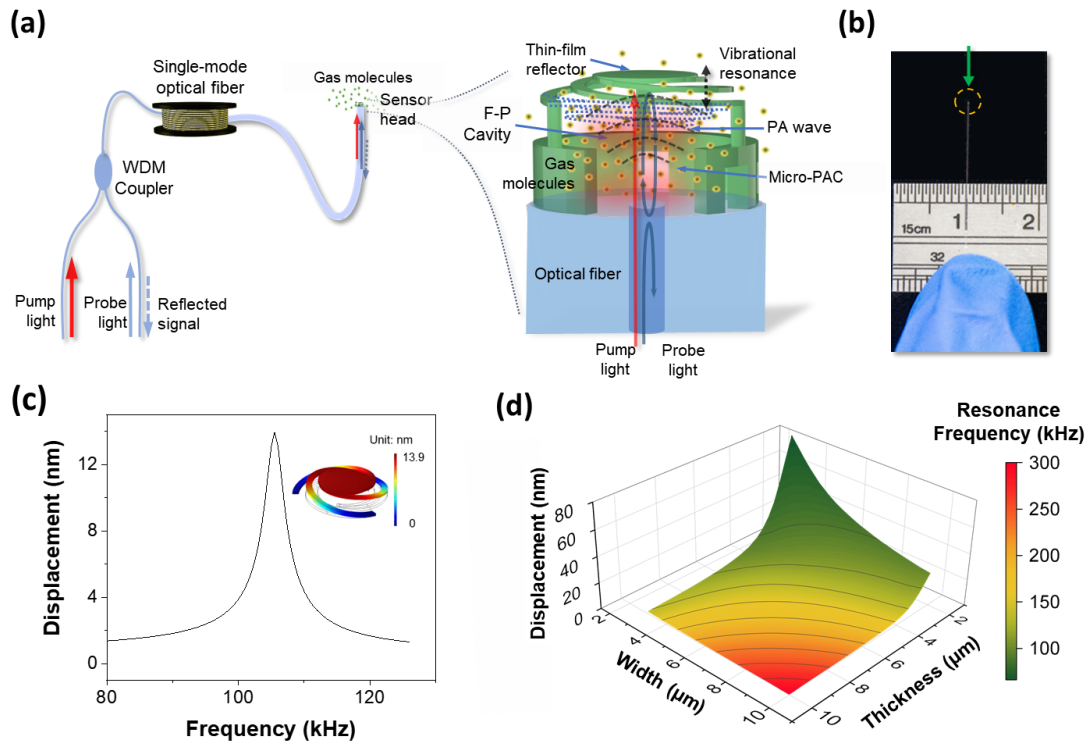 (a)
Single-mode
optical fiber
WDM
Coupler
Pump
light
Probe
light
Reflected
signal
Gas molecules
Sensor
head
Thin-film
reflector
Vibrational
resonance
F-P
Cavity
PA wave
Gas
molecules
Micro-PAC
Optical fiber
Pump
light
Probe
light
(b)
15cm
1
2
32
(c)
Displacement (nm)
12
8
4
0
80
100
120
Frequency (kHz)
Unit: nm
13.9
0
(d)
Displacement (nm)
80
60
40
20
0
2
4
6
8
10
Width (μm)
2
4
6
8
10
Thickness (μm)
Resonance
Frequency (kHz)
300
250
200
150
100